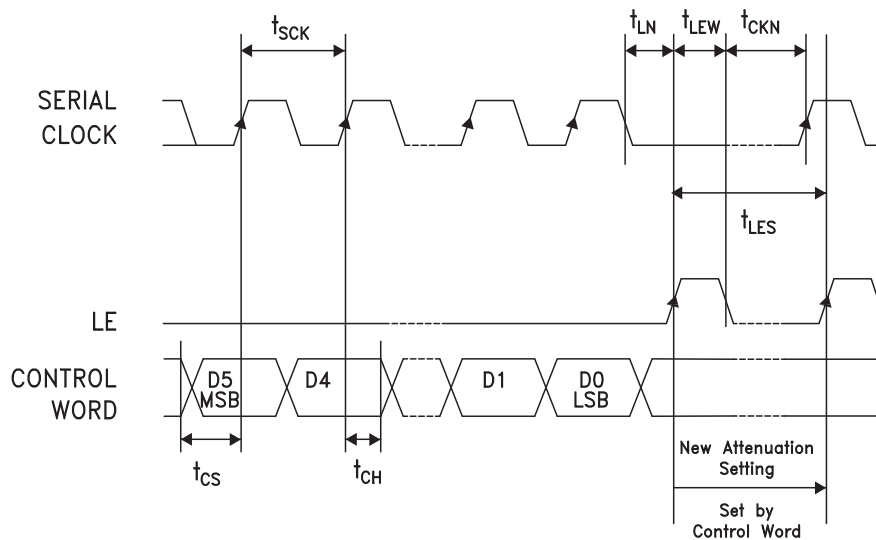 tSCK
tLN
tLEW
tCKN
SERIAL
CLOCK
tLES
LE
CONTROL
WORD
D5
MSB
D4
D1
D0
LSB
tCS
tCH
New Attenuation
Setting
Set by
Control Word